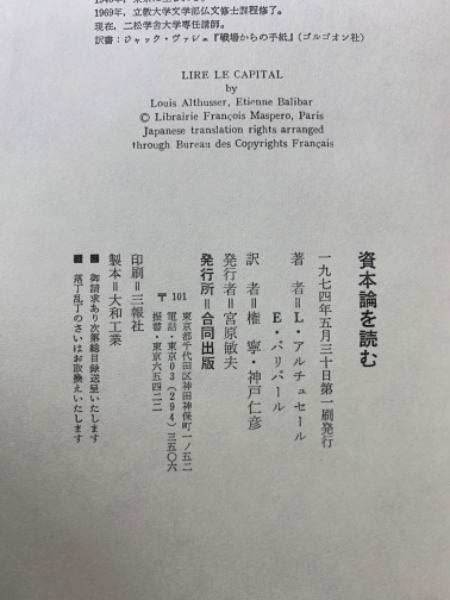 1969年，立教大学文学部仏文修士課程修了。
現在，二松学舎大学専任講師。
訳書：ジャック・ヴァシェ『戦場からの手紙』（ゴルゴオン社）
LIRE LE CAPITAL
by
Louis Althusser, Etienne Balibar
© Librairie François Maspero, Paris
Japanese translation rights arranged
through Bureau des Copyrights Français
資本論を読む
一九七四年五月三十日第一刷発行
著　者＝L・アルチュセール
E・バリバール
訳　者＝権　寧・神戸仁彦
発行者＝宮原敏夫
発行所＝合同出版
〒101 東京都千代田区神田神保町一ノ五二
電話・東京03（294）三五〇六
振替・東京六五四二二
印刷＝三報社
製本＝大和工業
■ 御請求あり次第総目録送呈いたします
■ 落丁乱丁のさいはお取換えいたします